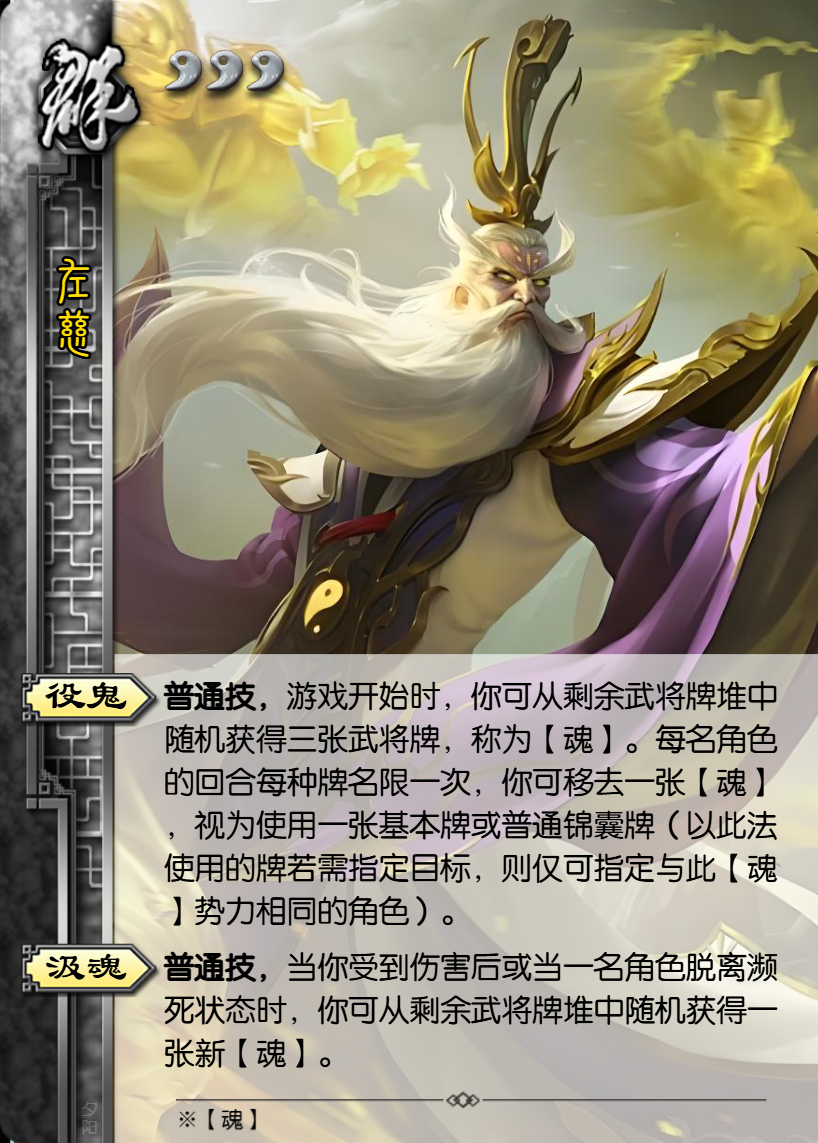 群
左慈
役鬼
普通技，游戏开始时，你可从剩余武将牌堆中
随机获得三张武将牌，称为【魂】。每名角色
的回合每种牌名限一次，你可移去一张【魂】
，视为使用一张基本牌或普通锦囊牌（以此法
使用的牌若需指定目标，则仅可指定与此【魂
】势力相同的角色）。
汲魂
普通技，当你受到伤害后或当一名角色脱离濒
死状态时，你可从剩余武将牌堆中随机获得一
张新【魂】。
夕阳
※【魂】